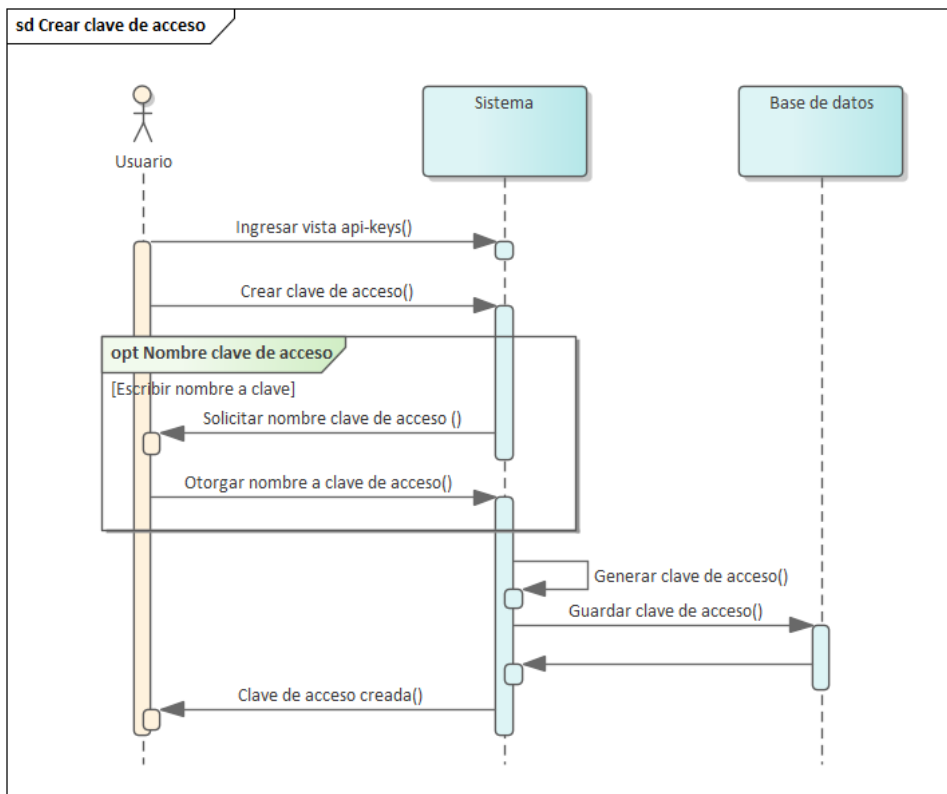 sd Crear clave de acceso
Usuario
Sistema
Base de datos
Ingresar vista api-keys()
Crear clave de acceso()
opt Nombre clave de acceso
[Escribir nombre a clave]
Solicitar nombre clave de acceso ()
Otorgar nombre a clave de acceso()
Generar clave de acceso()
Guardar clave de acceso()
Clave de acceso creada()